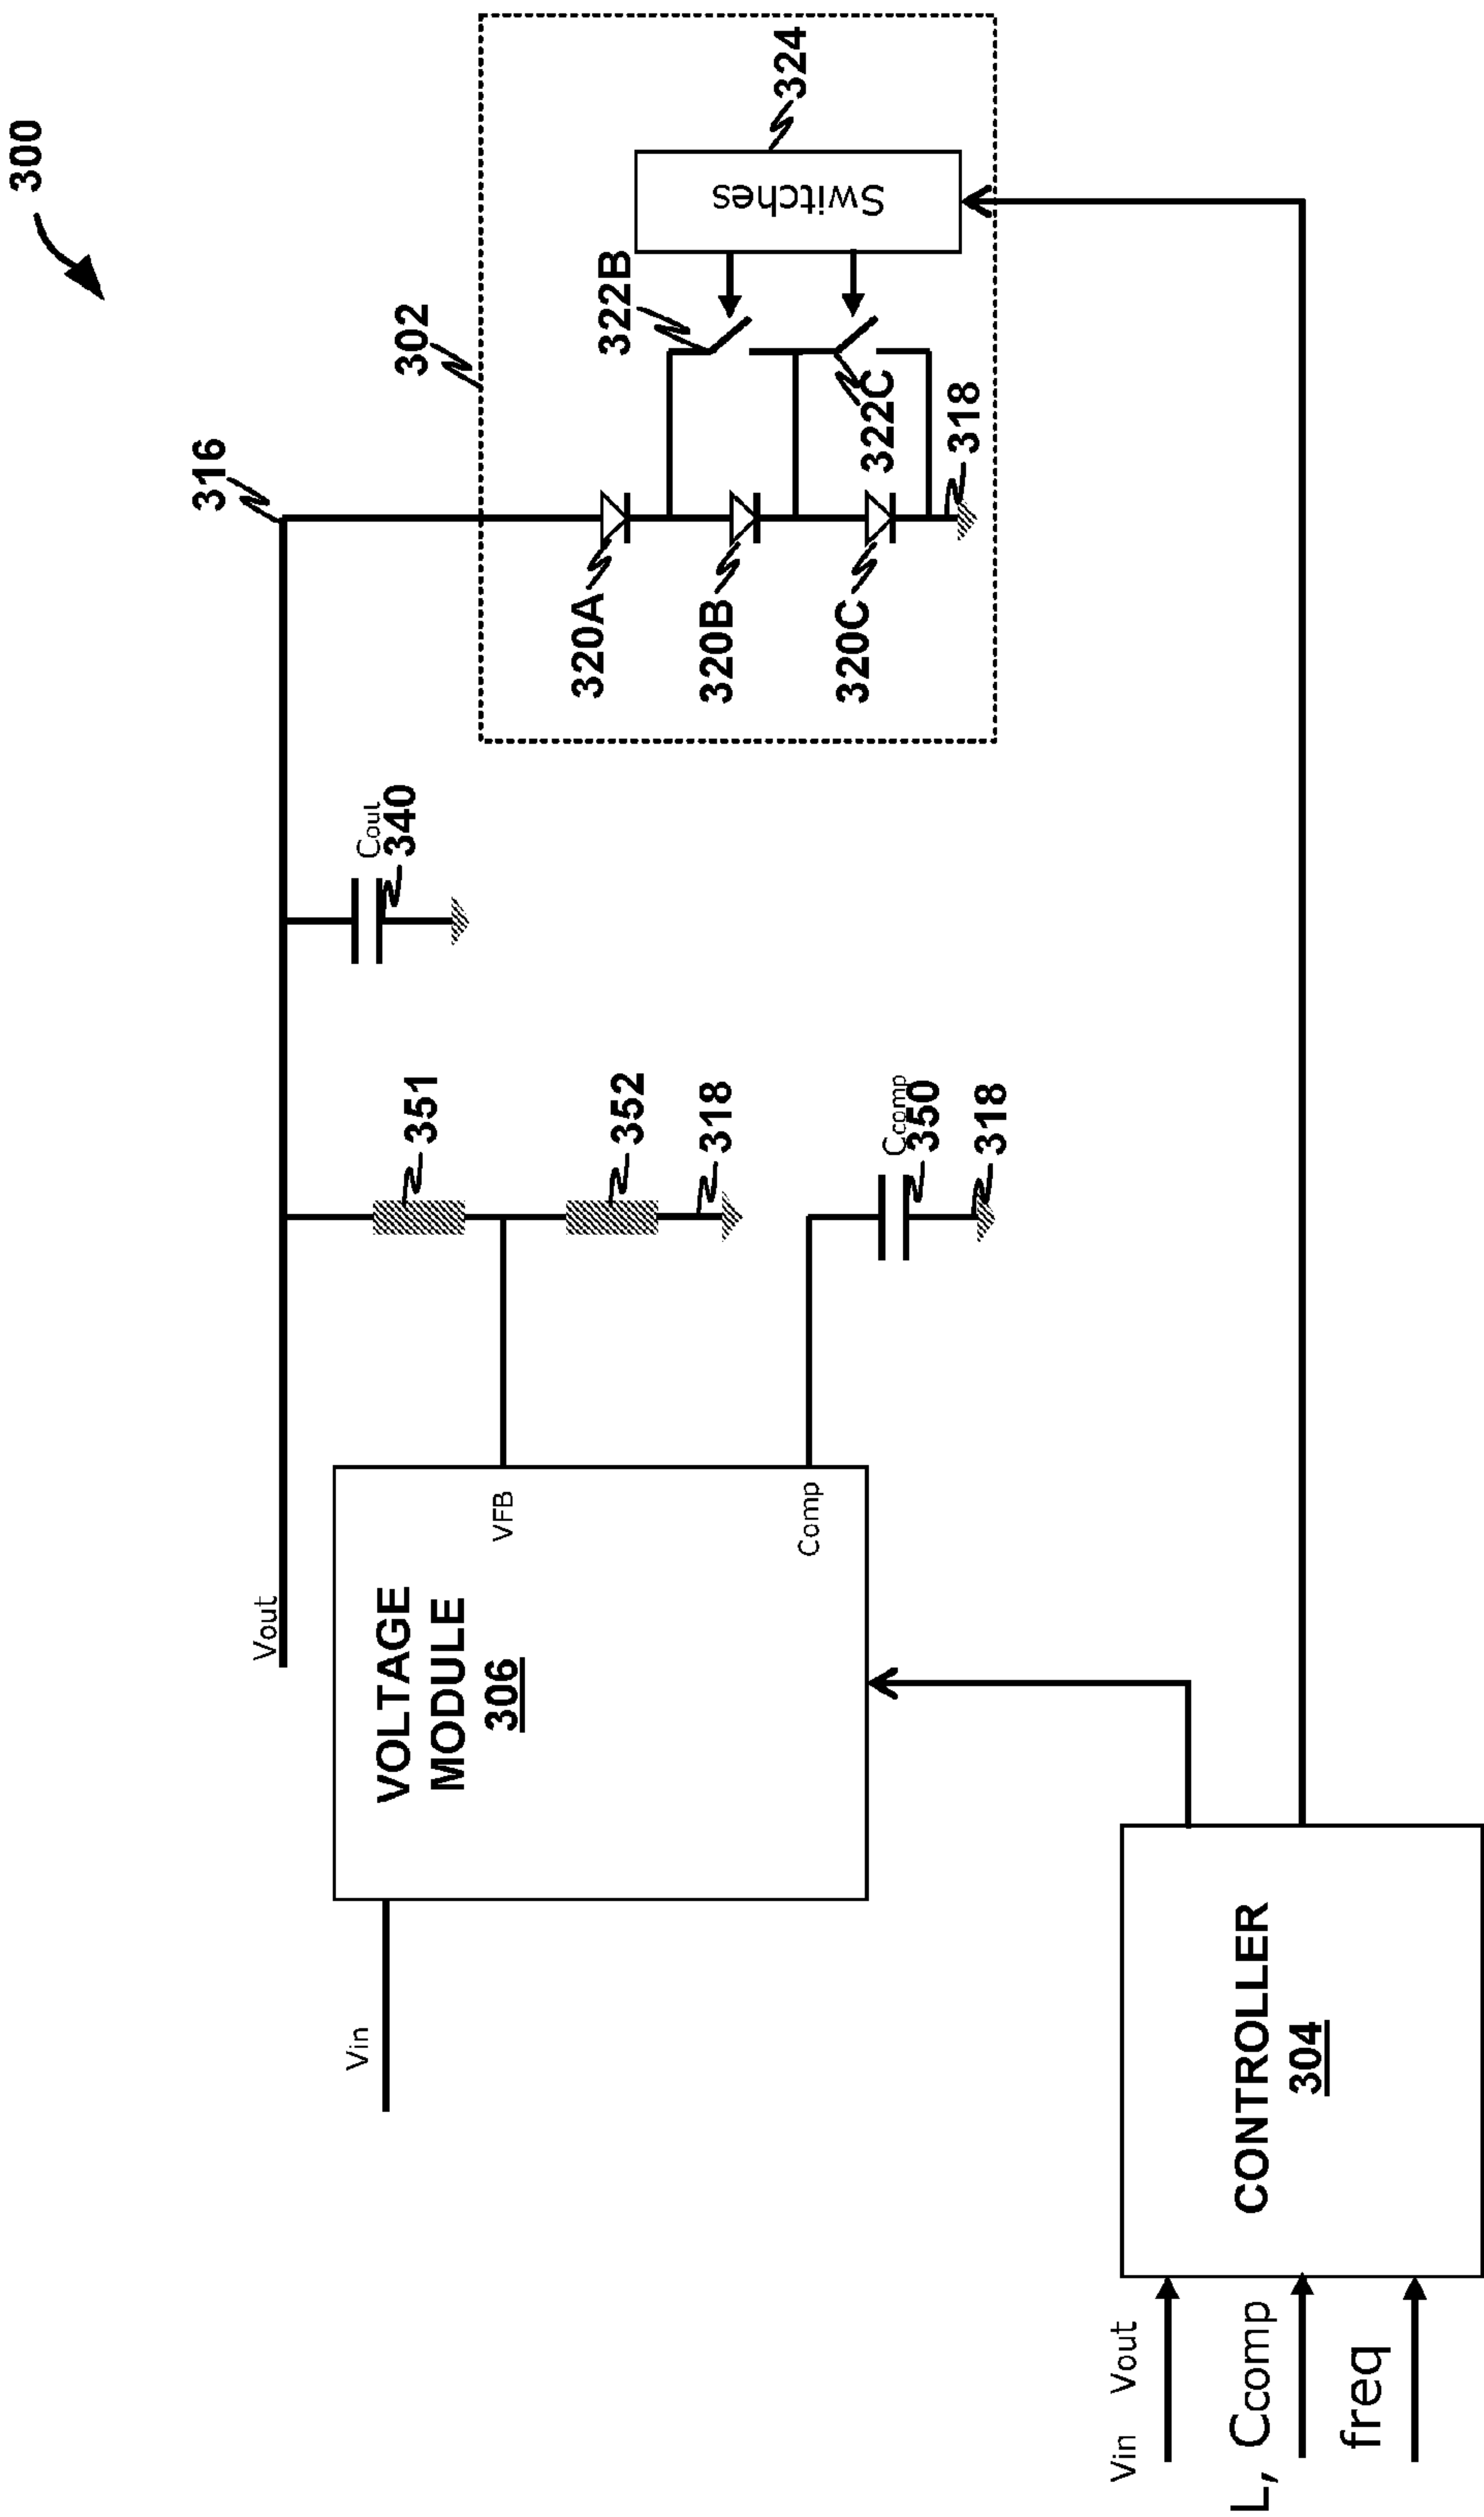 300
316
302
324
Switches
322B
322C
318
320A
320B
320C
Cout
340
351
352
318
Ccomp
350
318
Vout
VOLTAGE
MODULE
306
VFB
Comp
Vin
CONTROLLER
304
Vin Vout
L, Ccomp
freq